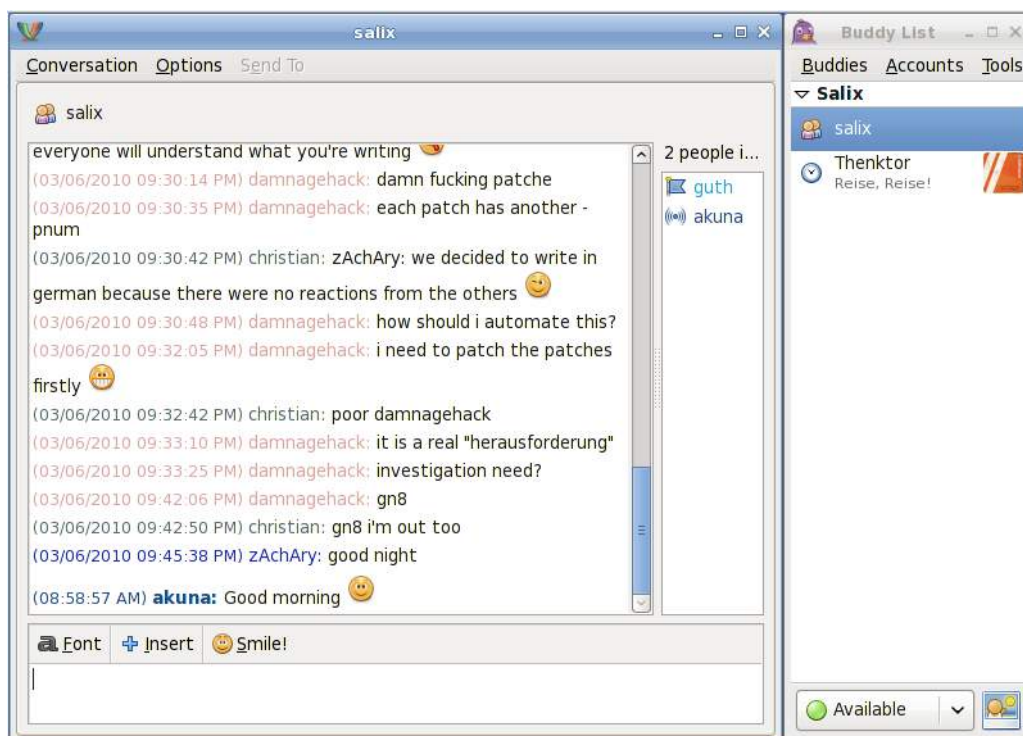 salix
Conversation Options Send To
salix
everyone will understand what you're writing
(03/06/2010 09:30:14 PM) damnagehack: damn fucking patche
(03/06/2010 09:30:35 PM) damnagehack: each patch has another -
pnum
(03/06/2010 09:30:42 PM) christian: zAchAry: we decided to write in
german because there were no reactions from the others
(03/06/2010 09:30:48 PM) damnagehack: how should i automate this?
(03/06/2010 09:32:05 PM) damnagehack: i need to patch the patches
firstly
(03/06/2010 09:32:42 PM) christian: poor damnagehack
(03/06/2010 09:33:10 PM) damnagehack: it is a real "herausforderung"
(03/06/2010 09:33:25 PM) damnagehack: investigation need?
(03/06/2010 09:42:06 PM) damnagehack: gn8
(03/06/2010 09:42:50 PM) christian: gn8 i'm out too
(03/06/2010 09:45:38 PM) zAchAry: good night
(08:58:57 AM) akuna: Good morning
2 people i...
guth
akuna
a Font Insert Smile!
Buddy List
Buddies Accounts Tools
Salix
salix
Thenktor
Reise, Reise!
Available